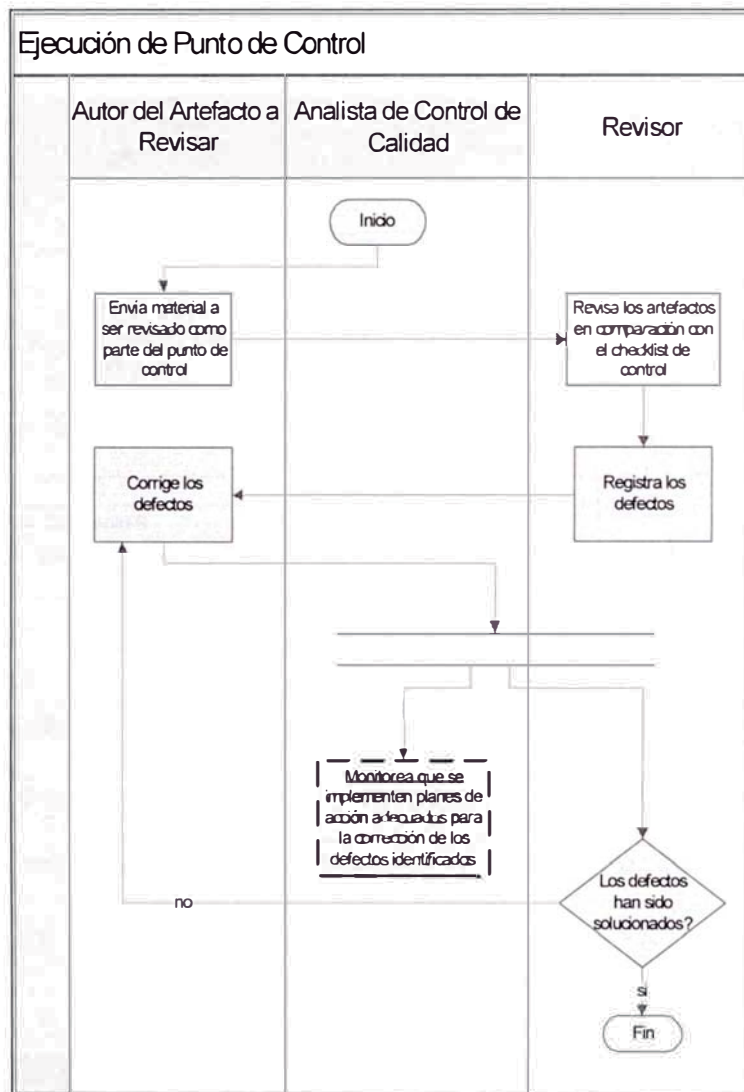 Ejecución de Punto de Control
Autor del Artefacto a
Revisar
Analista de Control de
Calidad
Revisor
Inicio
Envia material a
ser revisado como
parte del punto de
control
Revisa los artefactos
en comparación con
el checklist de
control
Corrige los
defectos
Registra los
defectos
Monitorea que se
implementen planes de
acción adecuados para
la corrección de los
defectos identificados
Los defectos
han sido
solucionados?
no
si
Fin